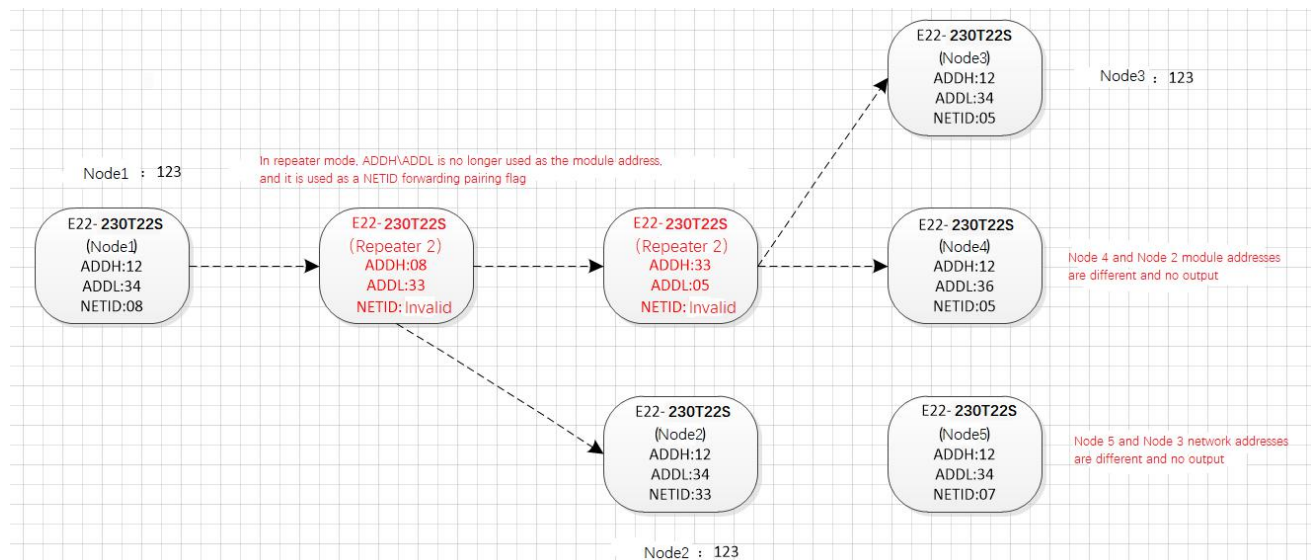 E22- 230T22S
(Node3)
ADDH:12
ADDL:34
NETID:05
Node3 : 123
In repeater mode, ADDH\ADDL is no longer used as the module address,
and it is used as a NETID forwarding pairing flag
Node1 : 123
E22- 230T22S
(Node1)
ADDH:12
ADDL:34
NETID:08
E22- 230T22S
(Repeater 2)
ADDH:08
ADDL:33
NETID: Invalid
E22- 230T22S
(Repeater 2)
ADDH:33
ADDL:05
NETID: Invalid
E22- 230T22S
(Node4)
ADDH:12
ADDL:36
NETID:05
Node 4 and Node 2 module addresses
are different and no output
E22- 230T22S
(Node2)
ADDH:12
ADDL:34
NETID:33
E22- 230T22S
(Node5)
ADDH:12
ADDL:34
NETID:07
Node 5 and Node 3 network addresses
are different and no output
Node2 : 123